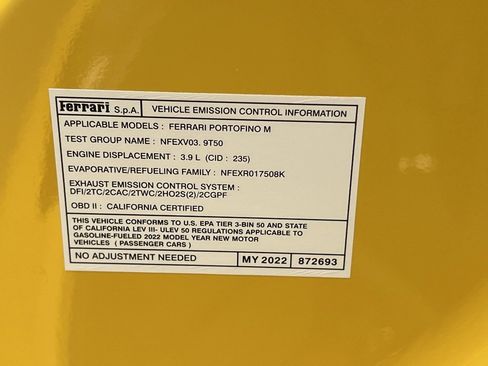 Ferrari S.p.A. VEHICLE EMISSION CONTROL INFORMATION
APPLICABLE MODELS : FERRARI PORTOFINO M
TEST GROUP NAME : NFEXV03. 9T50
ENGINE DISPLACEMENT : 3.9 L (CID : 235)
EVAPORATIVE/REFUELING FAMILY : NFEXR017508K
EXHAUST EMISSION CONTROL SYSTEM :
DFI/2TC/2CAC/2TWC/2HO2S(2)/2CGPF
OBD II : CALIFORNIA CERTIFIED
THIS VEHICLE CONFORMS TO U.S. EPA TIER 3-BIN 50 AND STATE
OF CALIFORNIA LEV III- ULEV 50 REGULATIONS APPLICABLE TO
GASOLINE-FUELED 2022 MODEL YEAR NEW MOTOR
VEHICLES ( PASSENGER CARS )
NO ADJUSTMENT NEEDED MY 2022 872693